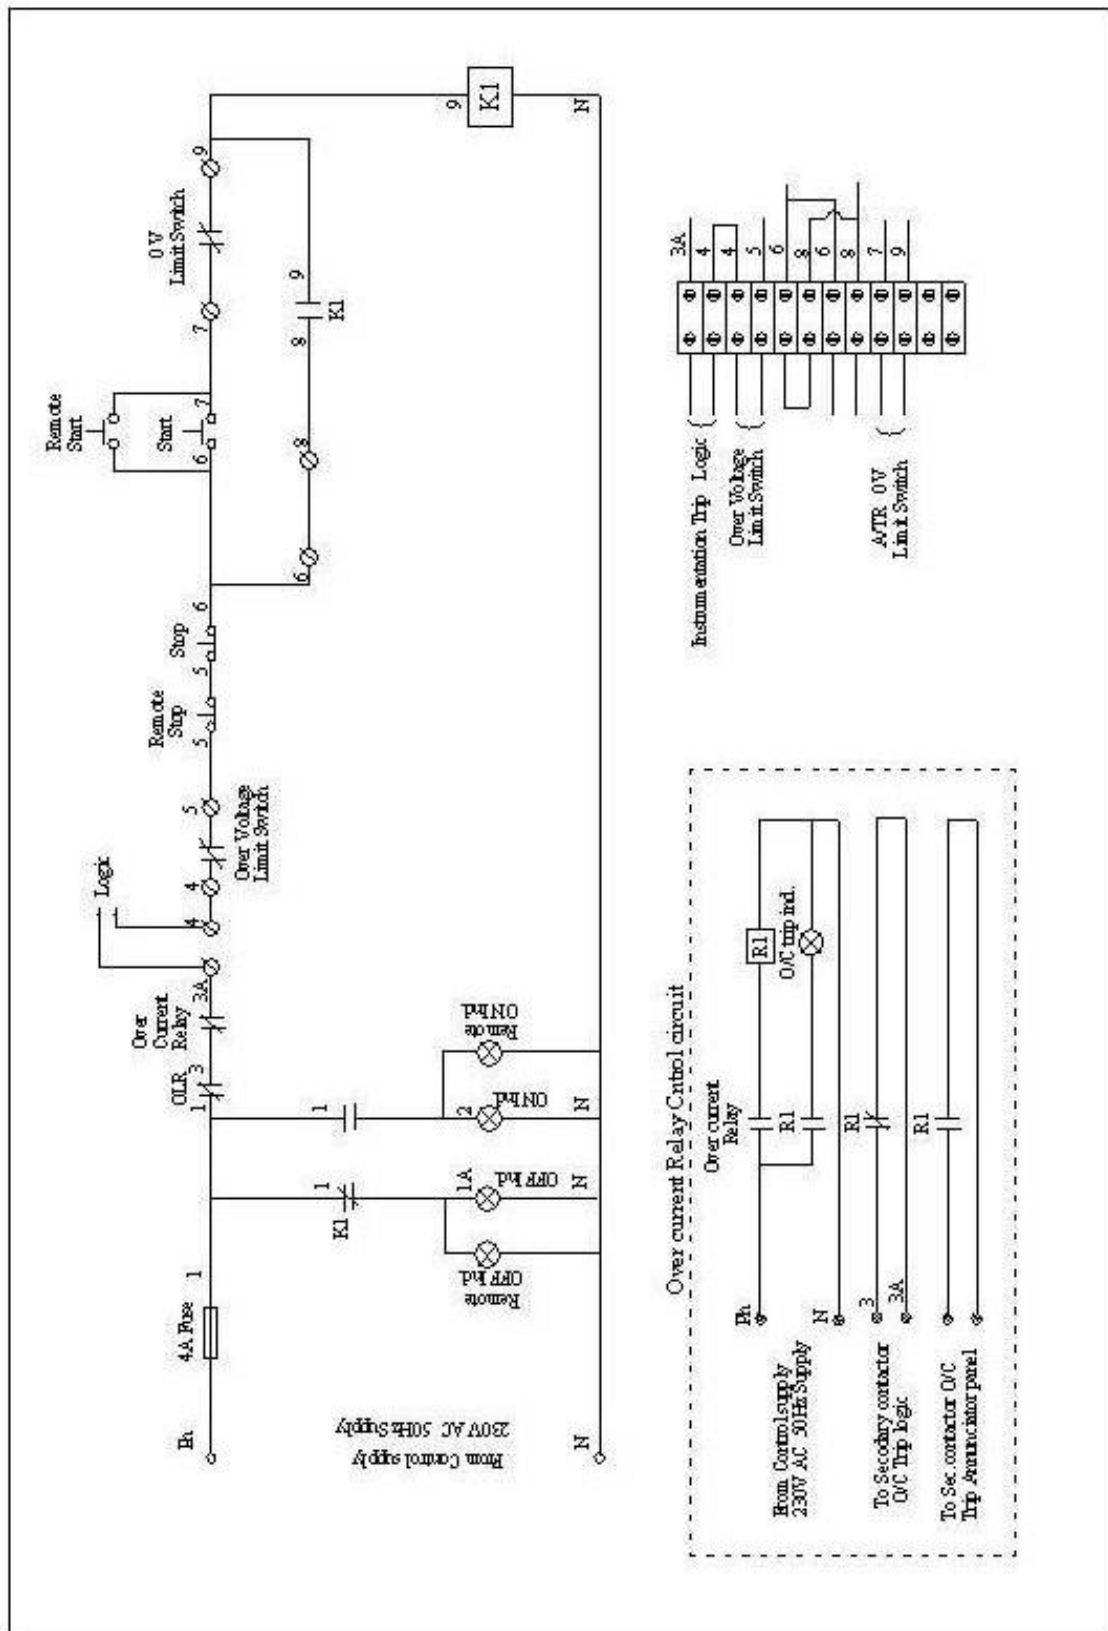 Ph
4A Fuse
1
1
OLR
3
Over
Current
Relay
3A
Logic
4
4
Over Voltage
Limit Switch
5
5
Remote
Stop
5
Stop
6
Remote
Start
6
Start
7
7
0 V
Limit Switch
9
6
8
8
K1
9
9
K1
N
K1
1
1
1A
2
Remote
OFF Ind.
OFF Ind.
ON Ind.
Remote
ON Ind.
N
N
From Control supply
230V AC 50Hz Supply
N
Instrumentation Trip Logic
Over Voltage
Limit Switch
A/TR 0V
Limit Switch
3A
4
4
5
6
8
6
8
7
9
Over current Relay Cntrol circuit
Ph
Over current
Relay
R1
R1
O/C trip ind.
From Control supply
230V AC 50Hz Supply
N
To Secodary contactor
O/C Trip logic
3
3A
R1
To Sec. contactor O/C
Trip Annunciator panel
R1